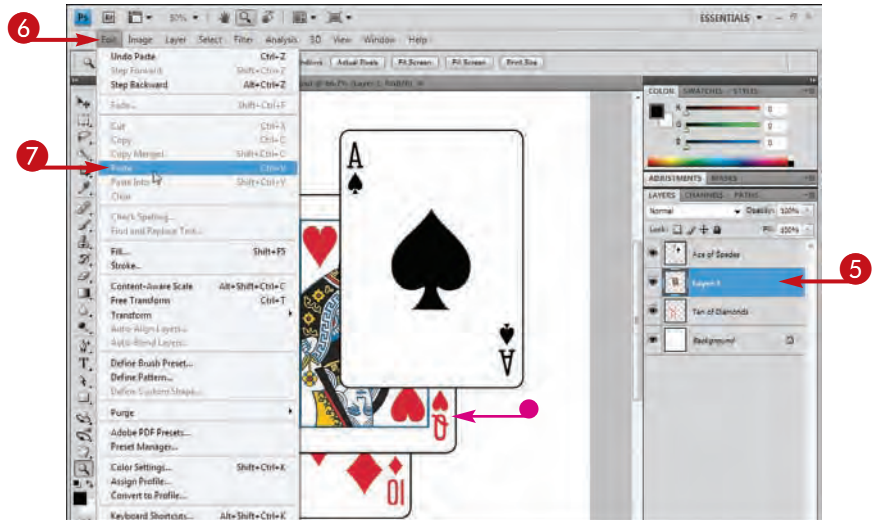 Ps Br 50% ESSENTIALS
6
Edit Image Layer Select Filter Analysis 3D View Window Help
Actual Pixels Fit Screen Fill Screen Print Size
Undo Paste Ctrl+Z
Step Forward Shift+Ctrl+Z
Step Backward Alt+Ctrl+Z
Fade... Shift+Ctrl+F
Cut Ctrl+X
Copy Ctrl+C
Copy Merged Shift+Ctrl+C
7
Paste Ctrl+V
Paste Into Shift+Ctrl+V
Clear
Check Spelling...
Find and Replace Text...
Fill... Shift+F5
Stroke...
Content-Aware Scale Alt+Shift+Ctrl+C
Free Transform Ctrl+T
Transform
Auto-Align Layers...
Auto-Blend Layers...
Define Brush Preset...
Define Pattern...
Define Custom Shape...
Purge
Adobe PDF Presets...
Preset Manager...
Color Settings... Shift+Ctrl+K
Assign Profile...
Convert to Profile...
Keyboard Shortcuts... Alt+Shift+Ctrl+K
A
A
Q
10
COLOR SWATCHES STYLES
R 0
G 0
B 0
ADJUSTMENTS MASKS
LAYERS CHANNELS PATHS
Normal Opacity: 100%
Lock: Fill: 100%
Ace of Spades
Layer 1
5
Ten of Diamonds
Background